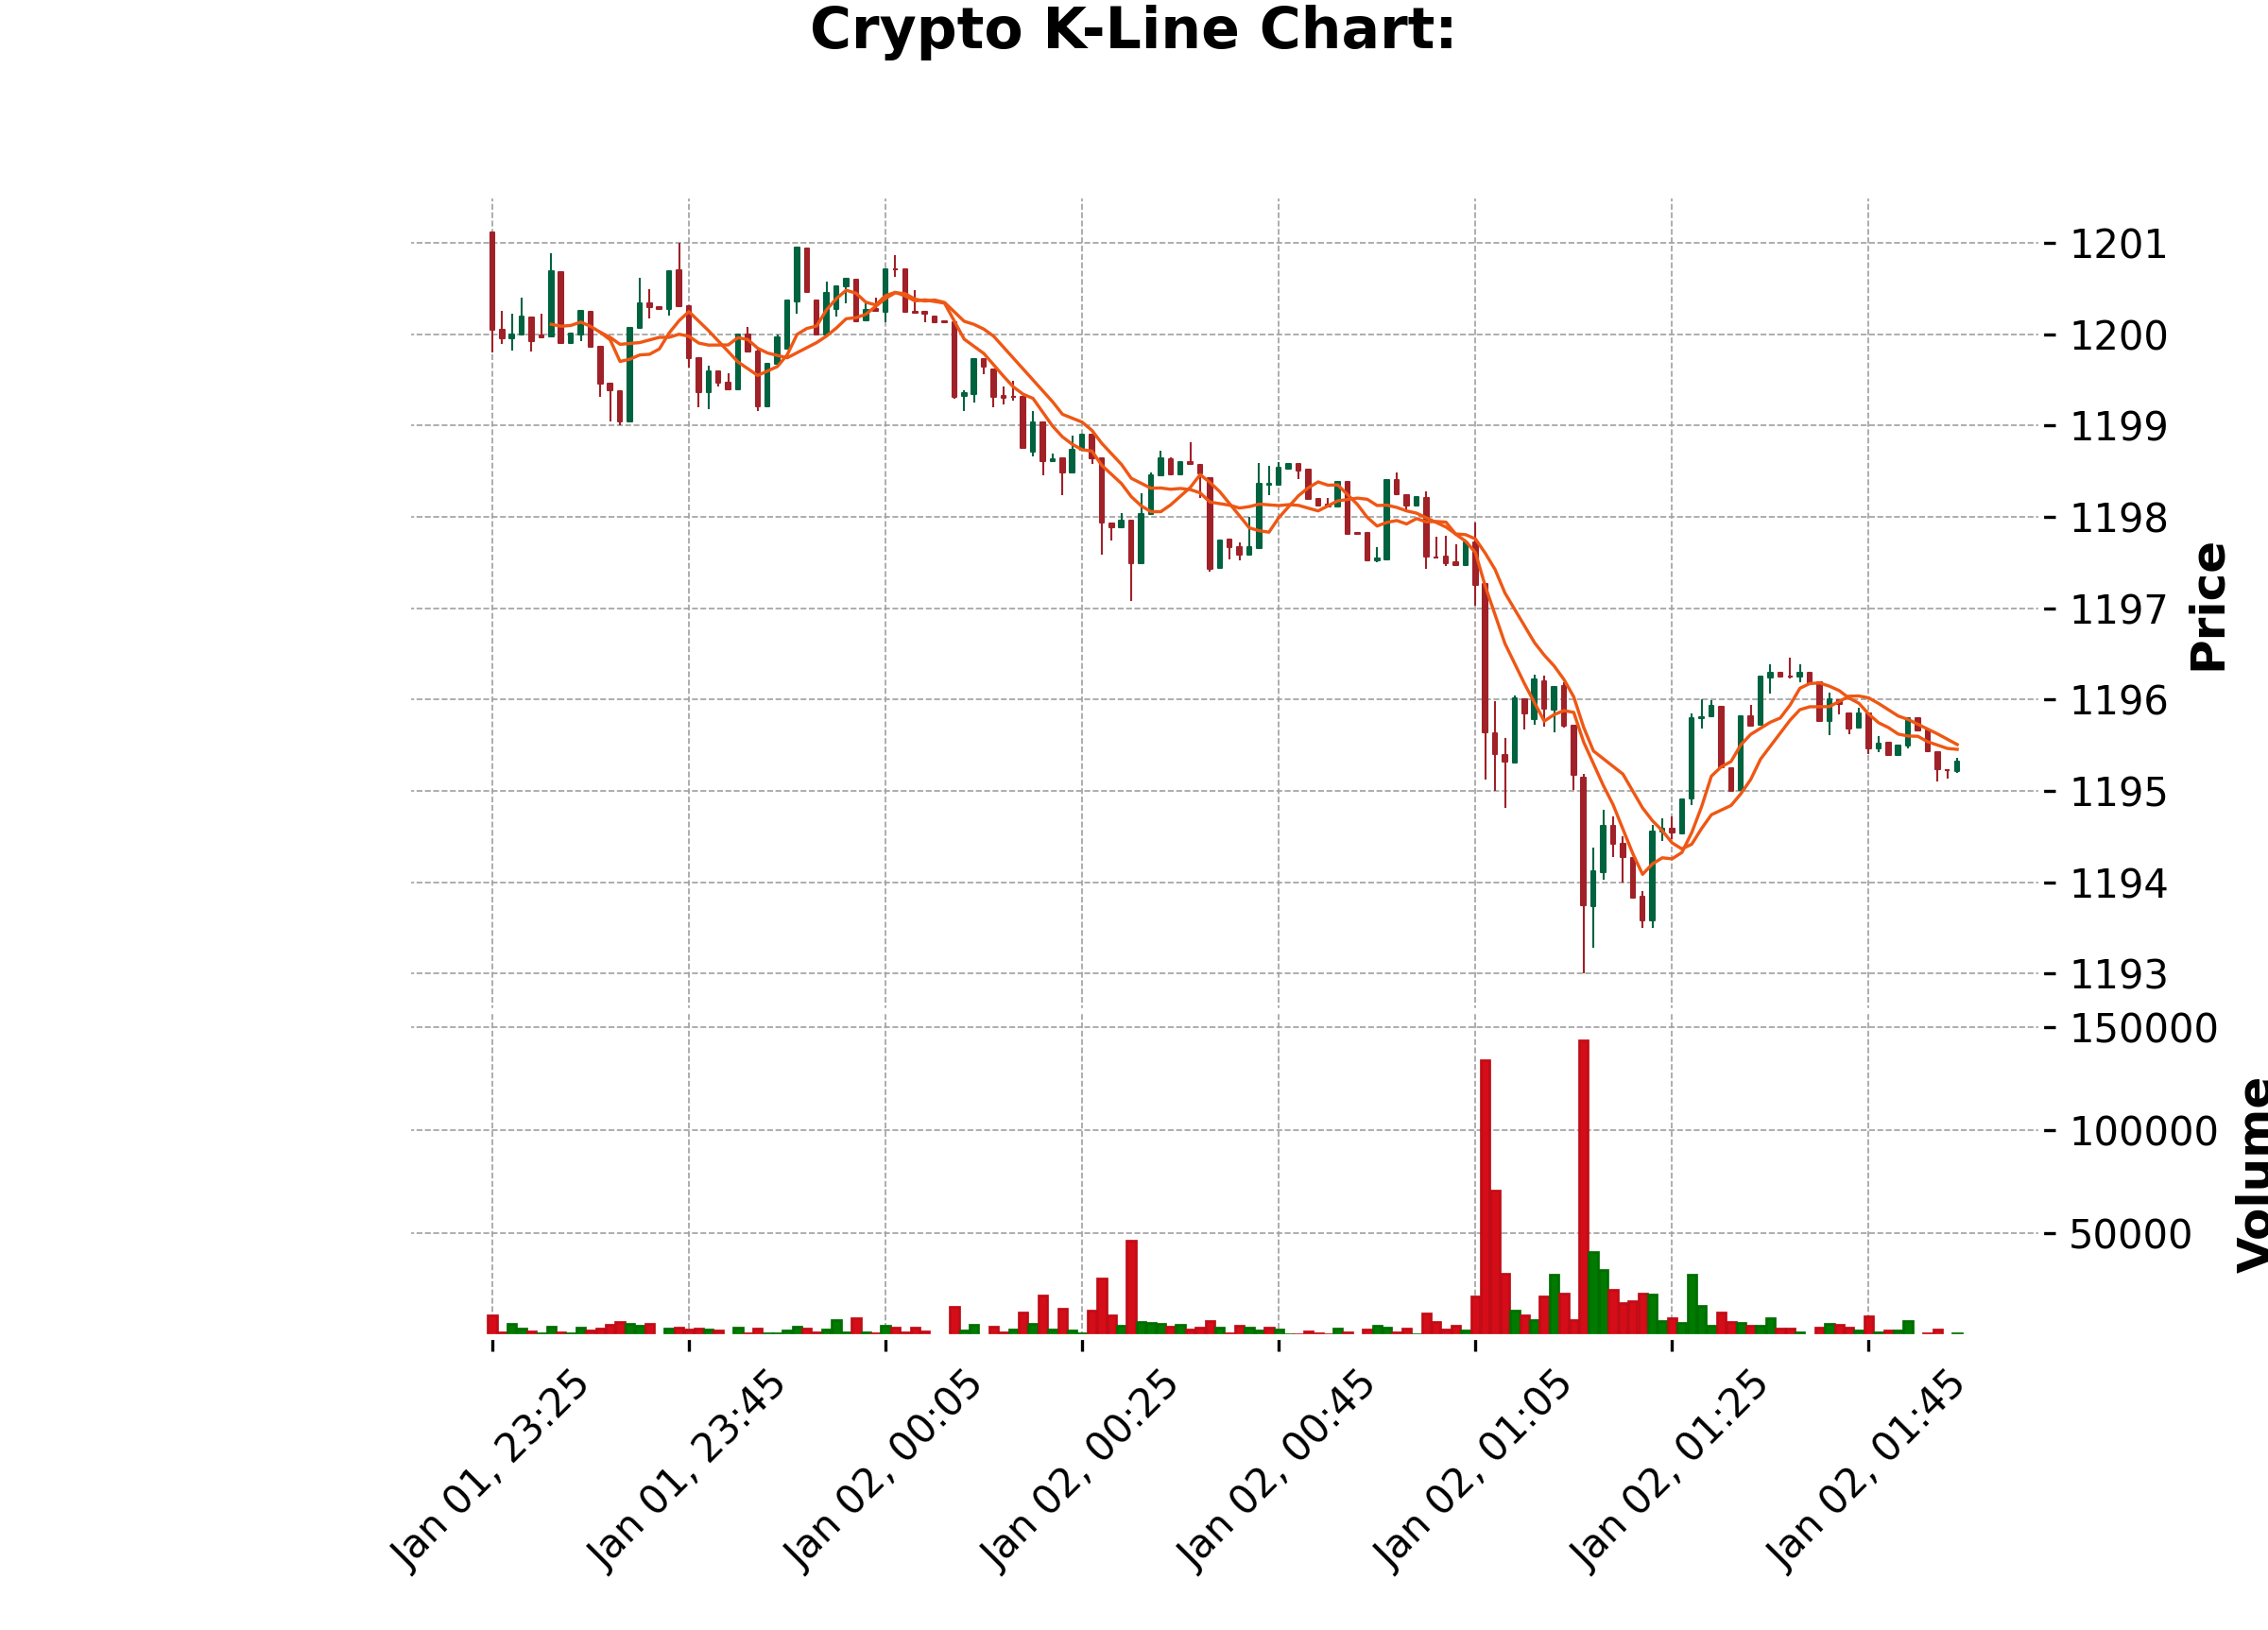 Crypto K-Line Chart:
1201
1200
1199
1198
1197
1196
1195
1194
1193
Price
150000
100000
50000
Volume
Jan 01, 23:25
Jan 01, 23:45
Jan 02, 00:05
Jan 02, 00:25
Jan 02, 00:45
Jan 02, 01:05
Jan 02, 01:25
Jan 02, 01:45